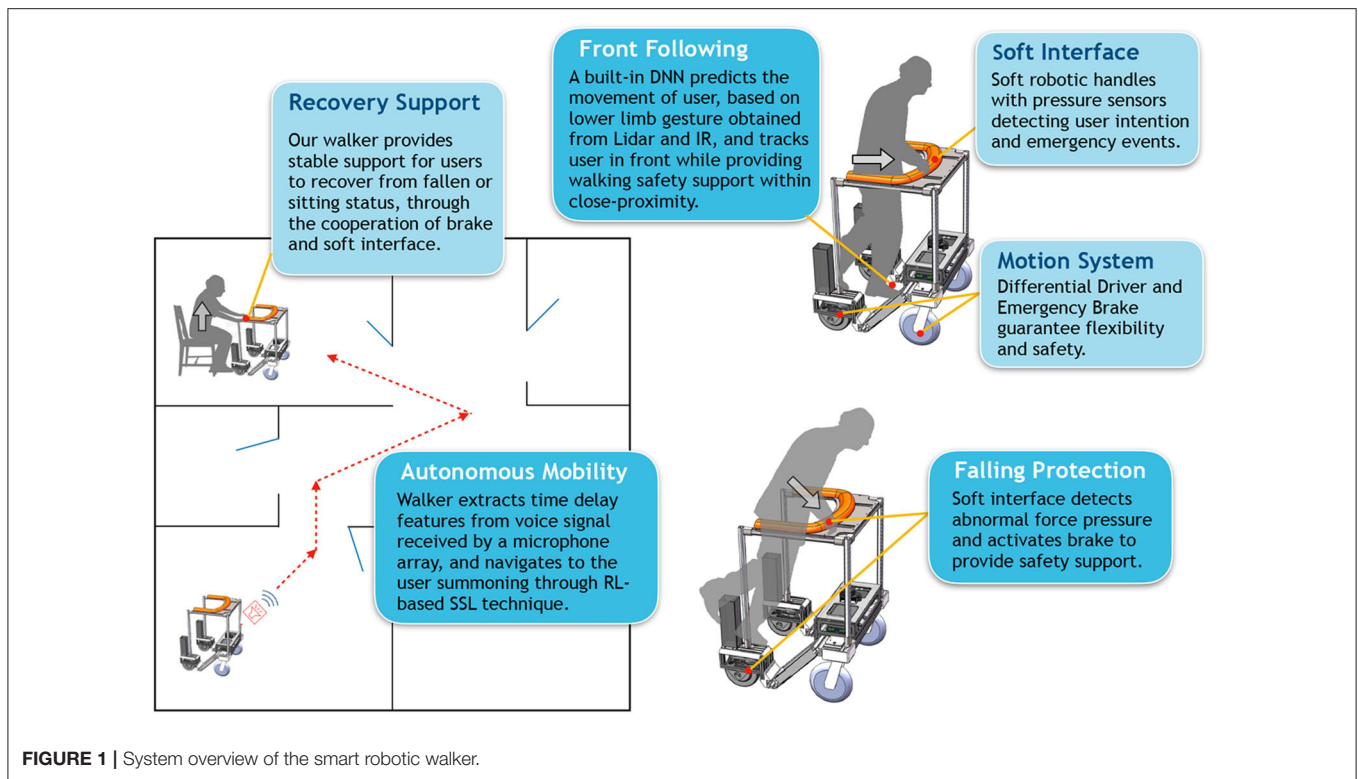 Recovery Support
Our walker provides
stable support for users
to recover from fallen or
sitting status, through
the cooperation of brake
and soft interface.
Front Following
A built-in DNN predicts the
movement of user, based on
lower limb gesture obtained
from Lidar and IR, and tracks
user in front while providing
walking safety support within
close-proximity.
Soft Interface
Soft robotic handles
with pressure sensors
detecting user intention
and emergency events.
Motion System
Differential Driver and
Emergency Brake
guarantee flexibility
and safety.
Autonomous Mobility
Walker extracts time delay
features from voice signal
received by a microphone
array, and navigates to the
user summoning through RL-
based SSL technique.
Falling Protection
Soft interface detects
abnormal force pressure
and activates brake to
provide safety support.
FIGURE 1 | System overview of the smart robotic walker.